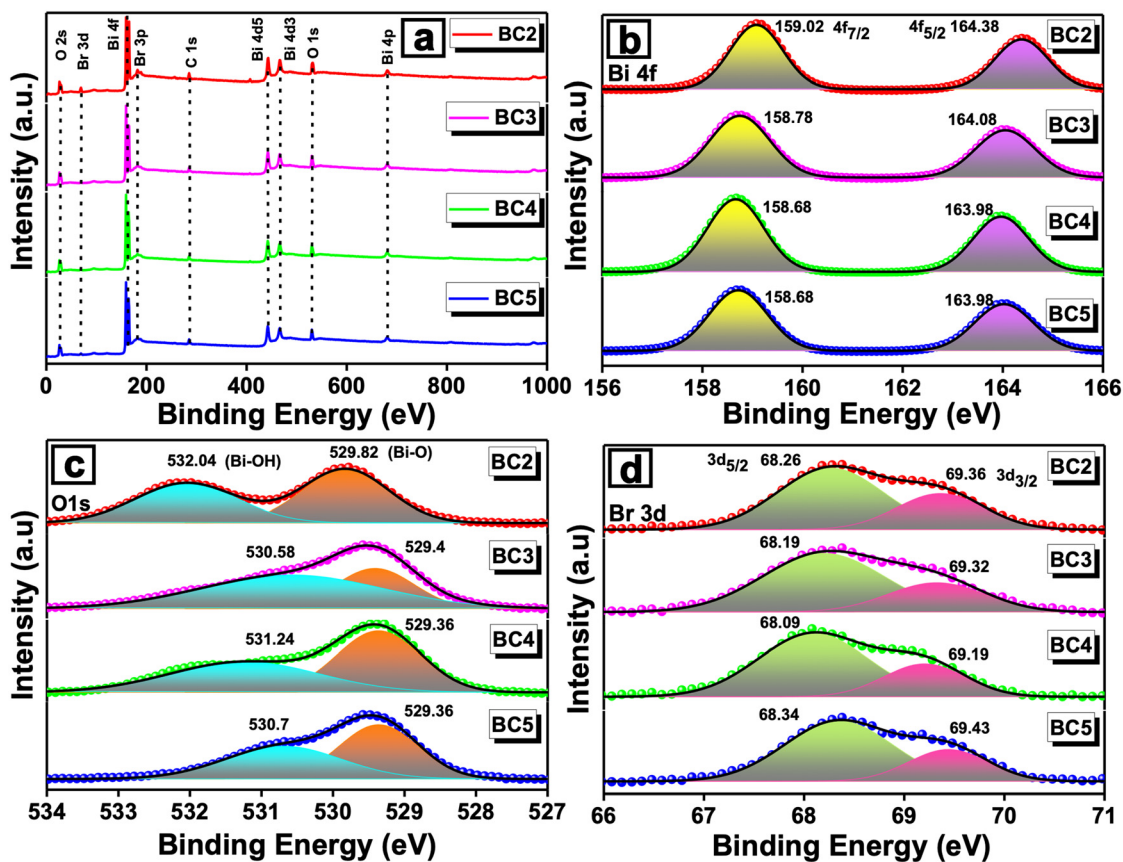 a
O 2s
Br 3d
Bi 4f
Br 3p
C 1s
Bi 4d5
Bi 4d3
O 1s
Bi 4p
BC2
BC3
BC4
BC5
Intensity (a.u.)
0 200 400 600 800 1000
Binding Energy (eV)
b
Bi 4f
159.02 4f7/2 4f5/2 164.38 BC2
158.78 164.08 BC3
158.68 163.98 BC4
158.68 163.98 BC5
Intensity (a.u)
156 158 160 162 164 166
Binding Energy (eV)
c
O1s
532.04 (Bi-OH) 529.82 (Bi-O) BC2
530.58 529.4 BC3
531.24 529.36 BC4
530.7 529.36 BC5
Intensity (a.u)
534 533 532 531 530 529 528 527
Binding Energy (eV)
d
Br 3d
3d5/2 68.26 69.36 3d3/2 BC2
68.19 69.32 BC3
68.09 69.19 BC4
68.34 69.43 BC5
Intensity (a.u)
66 67 68 69 70 71
Binding Energy (eV)